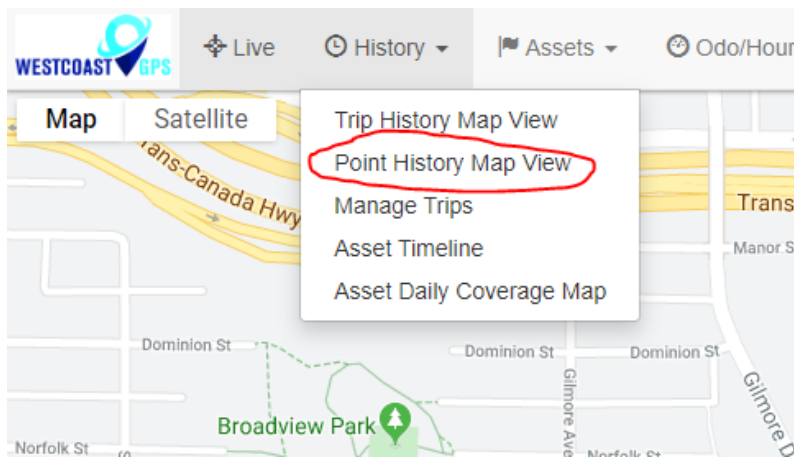 WESTCOAST GPS
Live
History
Assets
Odo/Hour
Map
Satellite
Trip History Map View
Point History Map View
Manage Trips
Asset Timeline
Asset Daily Coverage Map
Trans-Canada Hwy
Trans
Manor S
Dominion St
Dominion St
Dominion St
Gilmore Ave
Gilmore D
Broadview Park
Norfolk St
Norfolk St